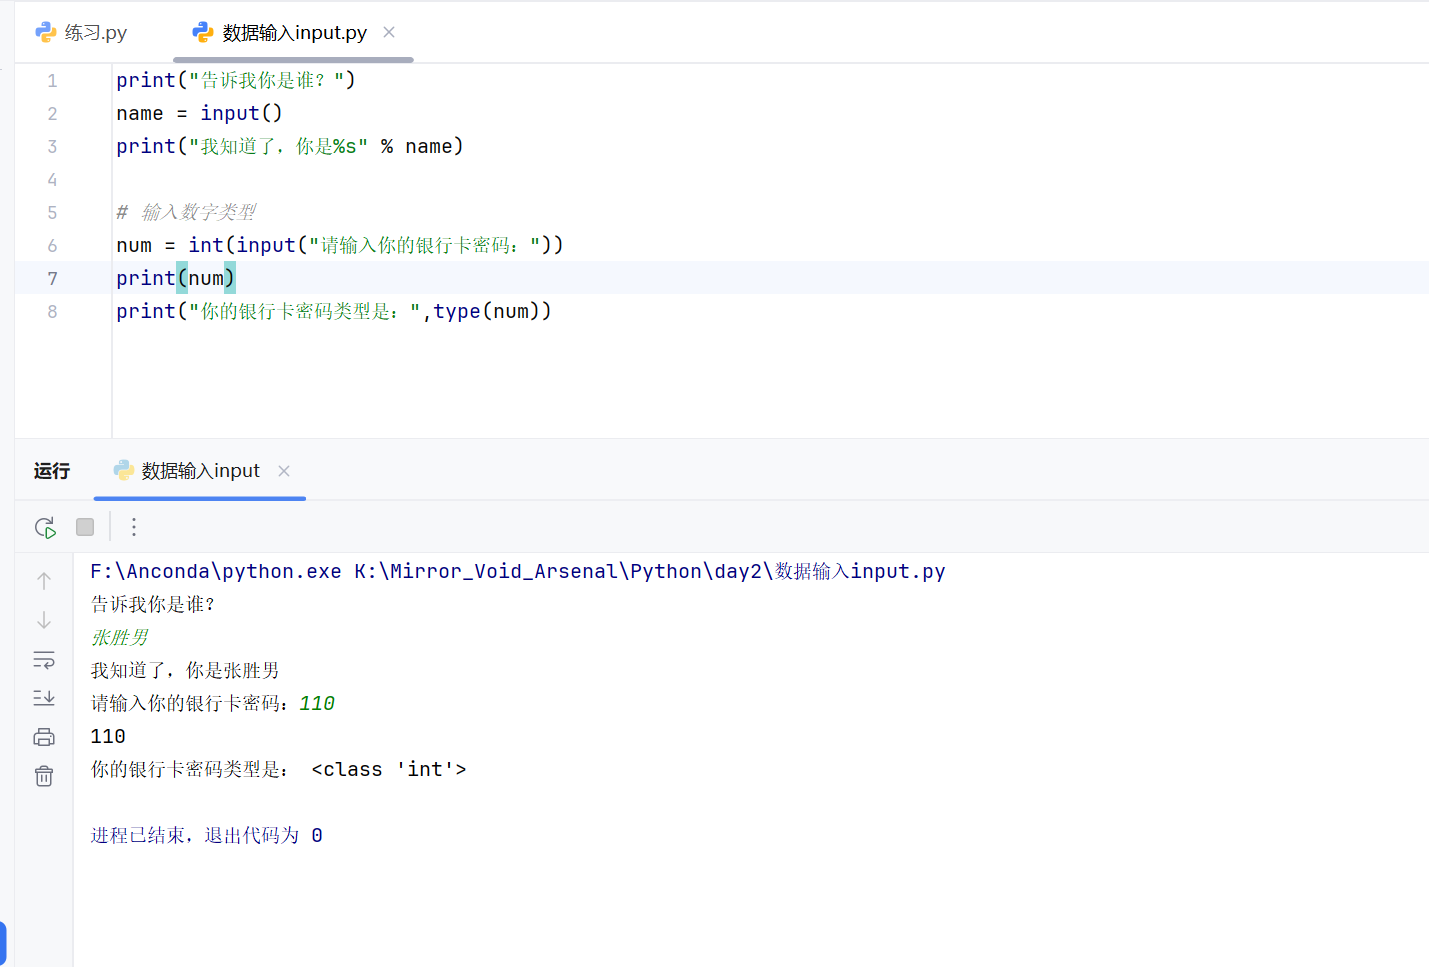 练习.py
数据输入input.py
1 print("告诉我你是谁？")
2 name = input()
3 print("我知道了，你是%s" % name)
4
5 # 输入数字类型
6 num = int(input("请输入你的银行卡密码："))
7 print(num)
8 print("你的银行卡密码类型是：",type(num))
运行 数据输入input
F:\Anconda\python.exe K:\Mirror_Void_Arsenal\Python\day2\数据输入input.py
告诉我你是谁？
张胜男
我知道了，你是张胜男
请输入你的银行卡密码：110
110
你的银行卡密码类型是： <class 'int'>
进程已结束，退出代码为 0